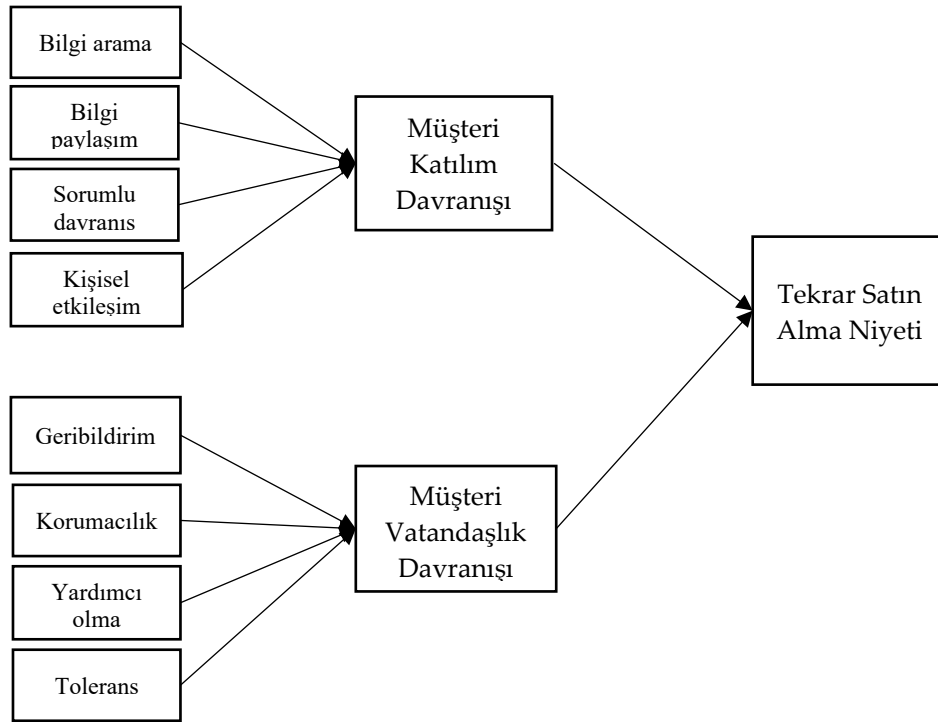 Bilgi arama
Bilgi
paylaşım
Sorumlu
davranıs
Kişisel
etkileşim
Müşteri
Katılım
Davranışı
Tekrar Satın
Alma Niyeti
Geribildirim
Korumacılık
Yardımcı
olma
Tolerans
Müşteri
Vatandaşlık
Davranışı